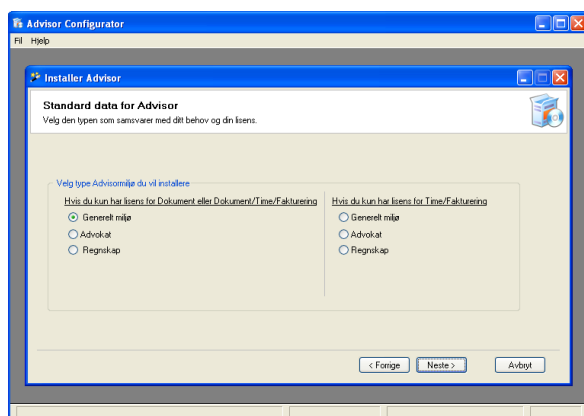 Advisor Configurator
Fil Hjelp
Installer Advisor
Standard data for Advisor
Velg den typen som samsvarer med ditt behov og din lisens.
Velg type Advisormiljø du vil installere
Hvis du kun har lisens for Dokument eller Dokument/Time/Fakturering
Generelt miljø
Advokat
Regnskap
Hvis du kun har lisens for Time/Fakturering
Generelt miljø
Advokat
Regnskap
< Forrige Neste > Avbryt